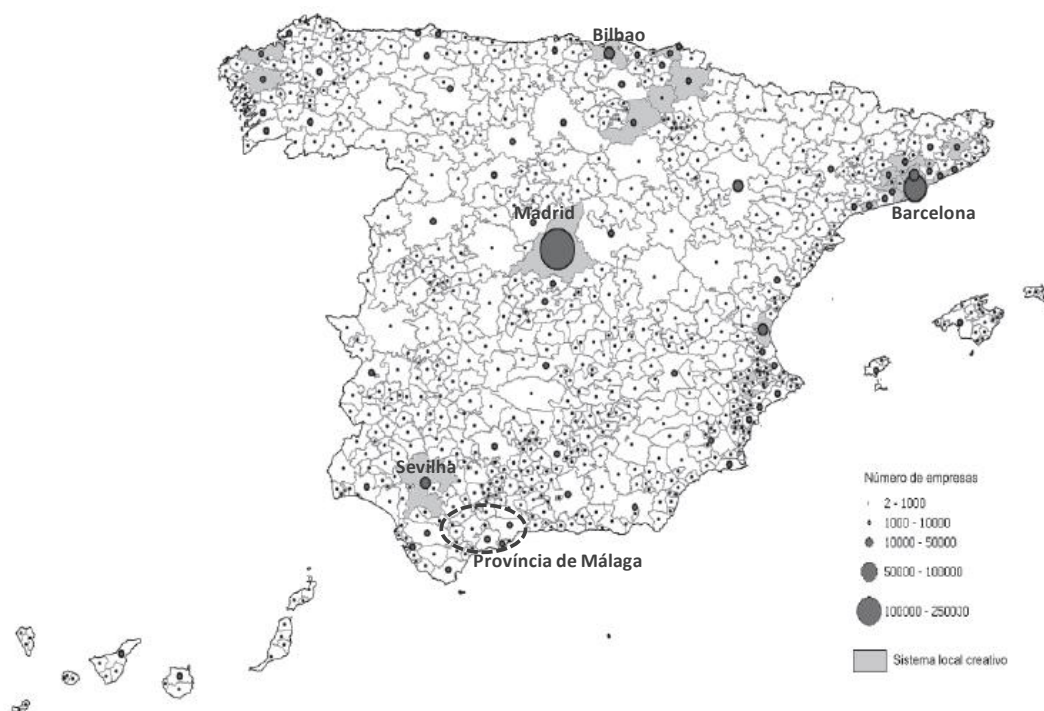 Bilbao
Madrid
Barcelona
Sevilha
Província de Málaga
Número de empresas
2 - 1000
1000 - 10000
10000 - 50000
50000 - 100000
100000 - 250000
Sistema local creativo